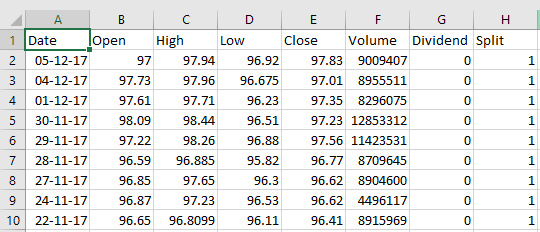 A B C D E F G H
1 Date Open High Low Close Volume Dividend Split
2 05-12-17 97 97.94 96.92 97.83 9009407 0 1
3 04-12-17 97.73 97.96 96.675 97.01 8955511 0 1
4 01-12-17 97.61 97.71 96.23 97.35 8296075 0 1
5 30-11-17 98.09 98.44 96.51 97.23 12853312 0 1
6 29-11-17 97.22 98.26 96.88 97.56 11423531 0 1
7 28-11-17 96.59 96.885 95.82 96.77 8709645 0 1
8 27-11-17 96.85 97.65 96.3 96.62 8904600 0 1
9 24-11-17 96.87 97.23 96.53 96.62 4496117 0 1
10 22-11-17 96.65 96.8099 96.11 96.41 8915969 0 1